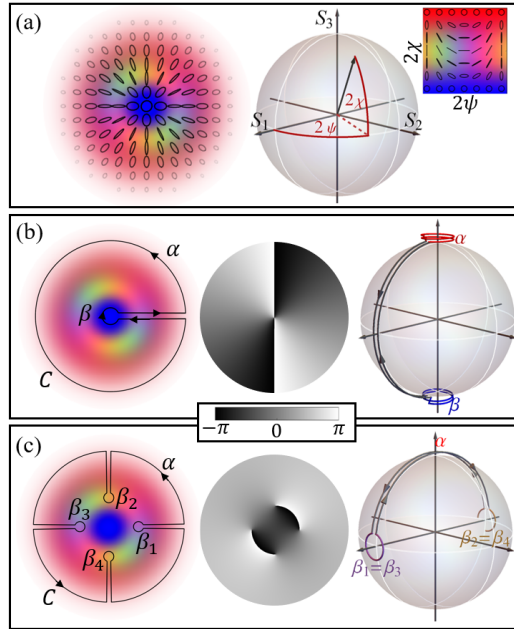 (a)
S₃
2χ
S₁
2ψ
S₂
2χ
2ψ
(b)
α
β
C
α
β
−π 0 π
(c)
α
β₂
β₃
β₁
β₄
C
α
β₂=β₄
β₁=β₃